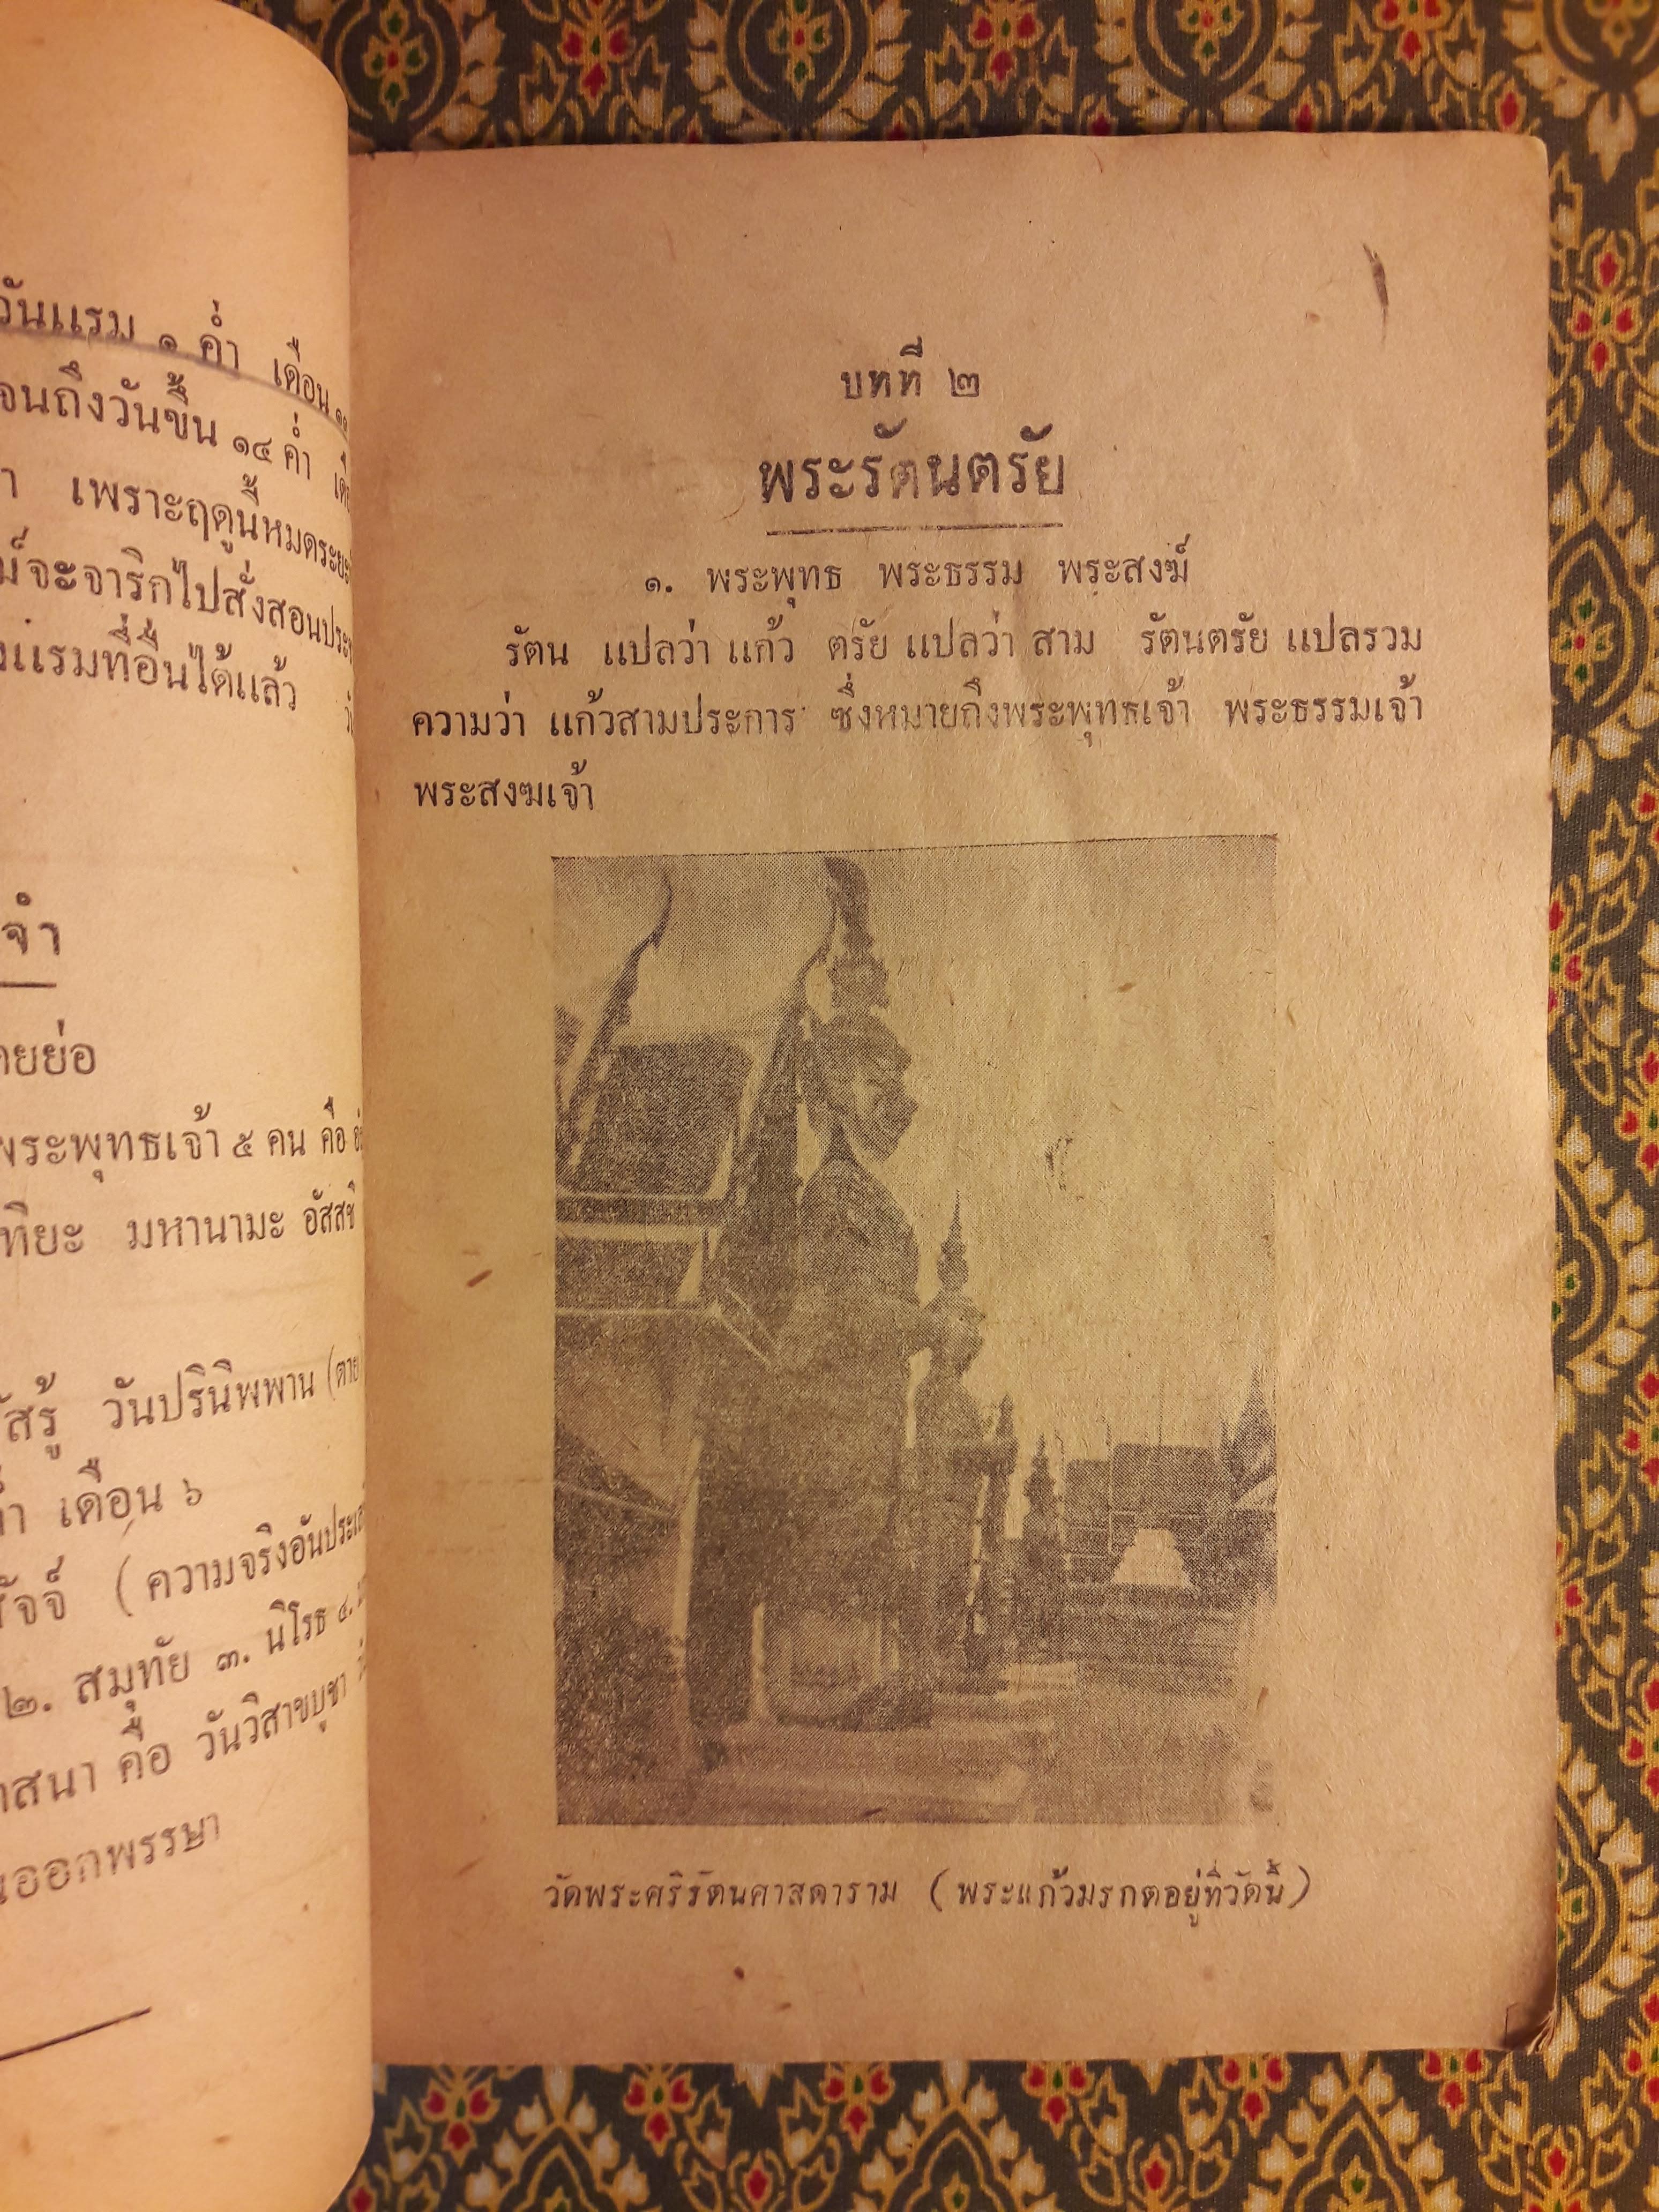 วันแรม ๑ ค่ำ เดือน
จนถึงวันขึ้น ๑๔ ค่ำ
เพราะฤดูนี้หมดระยะ
จะจาริกไปสั่งสอน
แรมที่อื่นได้แล้ว
จำ
ย่อ
พระพุทธเจ้า ๕ คน คือ
ทิยะ มหานามะ อัสสชิ
วันปรินิพพาน (ตาย
เดือน ๖
(ความจริงอันประเส
๒. สมุทัย ๓. นิโรธ ๔.
สนา คือ วันวิสาขบูชา
ออกพรรษา
บทที่ ๒
พระรัตนตรัย
๑. พระพุทธ พระธรรม พระสงฆ์
รัตน แปลว่า แก้ว ตรัย แปลว่า สาม รัตนตรัย แปลรวม
ความว่า แก้วสามประการ ซึ่งหมายถึงพระพุทธเจ้า พระธรรมเจ้า
พระสงฆเจ้า
วัดพระศรีรัตนศาสดาราม (พระแก้วมรกตอยู่ที่วัดนี้)